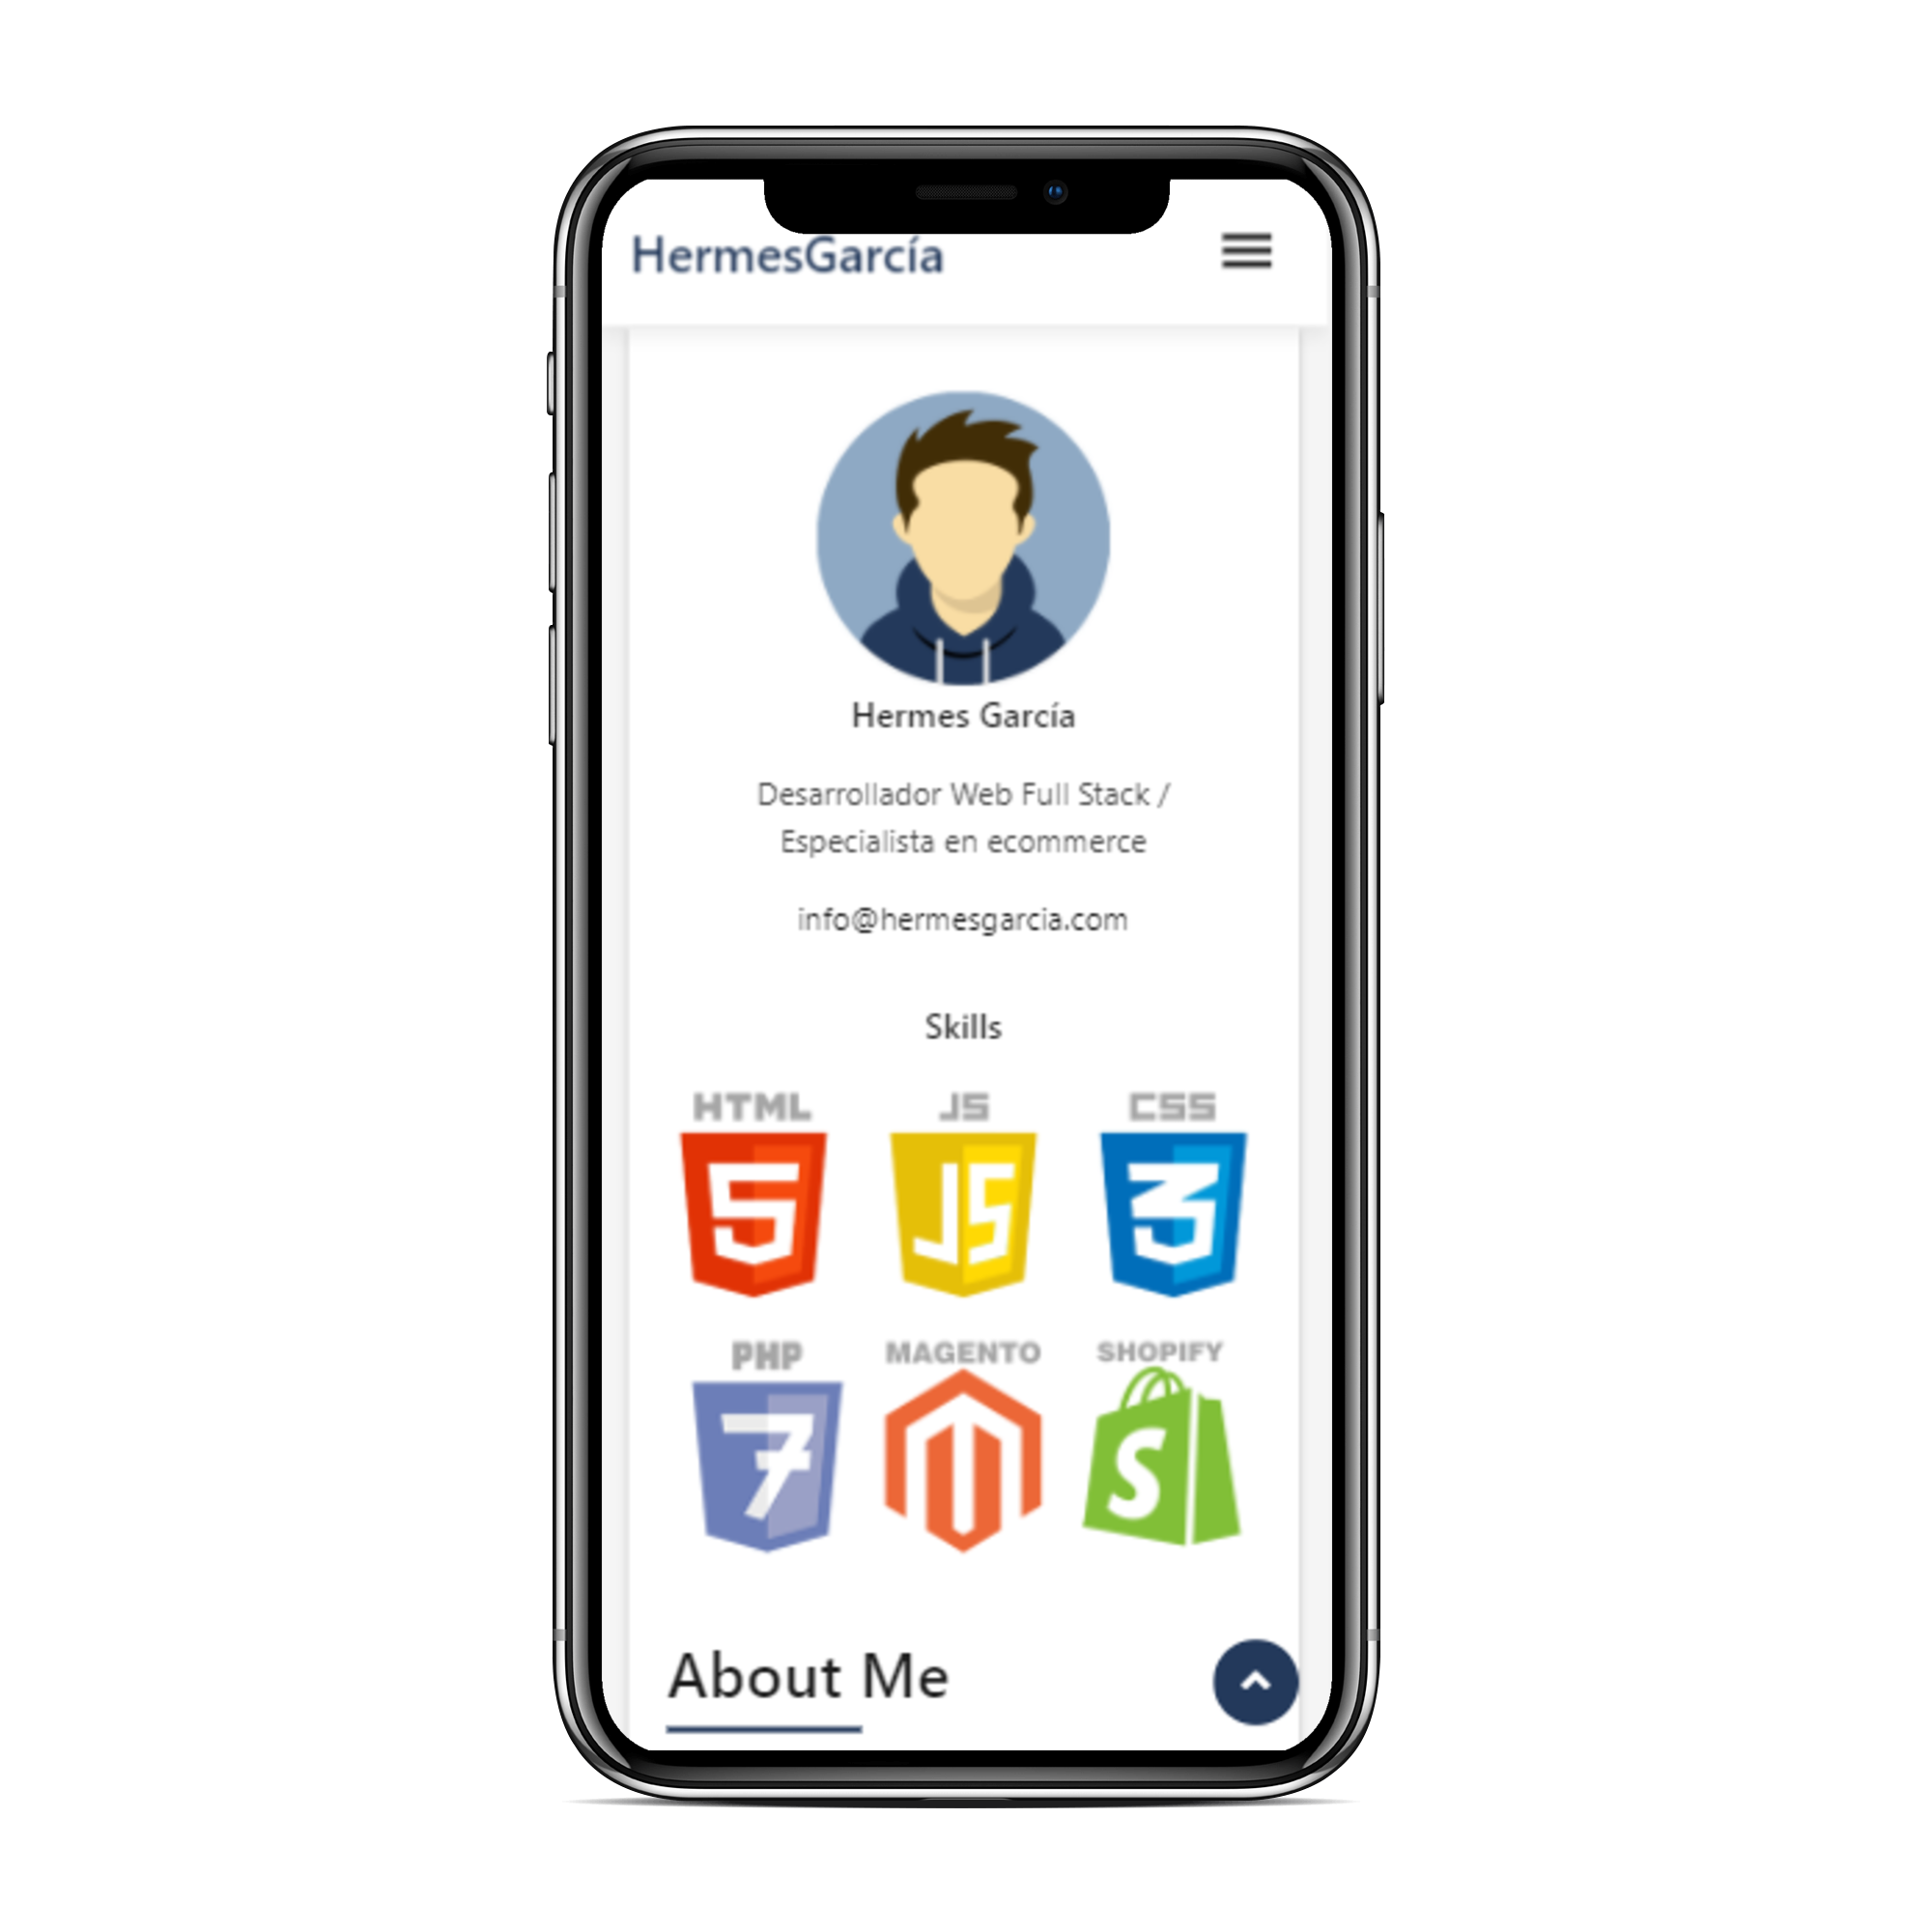 HermesGarcía
Hermes García
Desarrollador Web Full Stack /
Especialista en ecommerce
info@hermesgarcia.com
Skills
HTML JS CSS
5 JS 3
PHP MAGENTO SHOPIFY
7 S
About Me